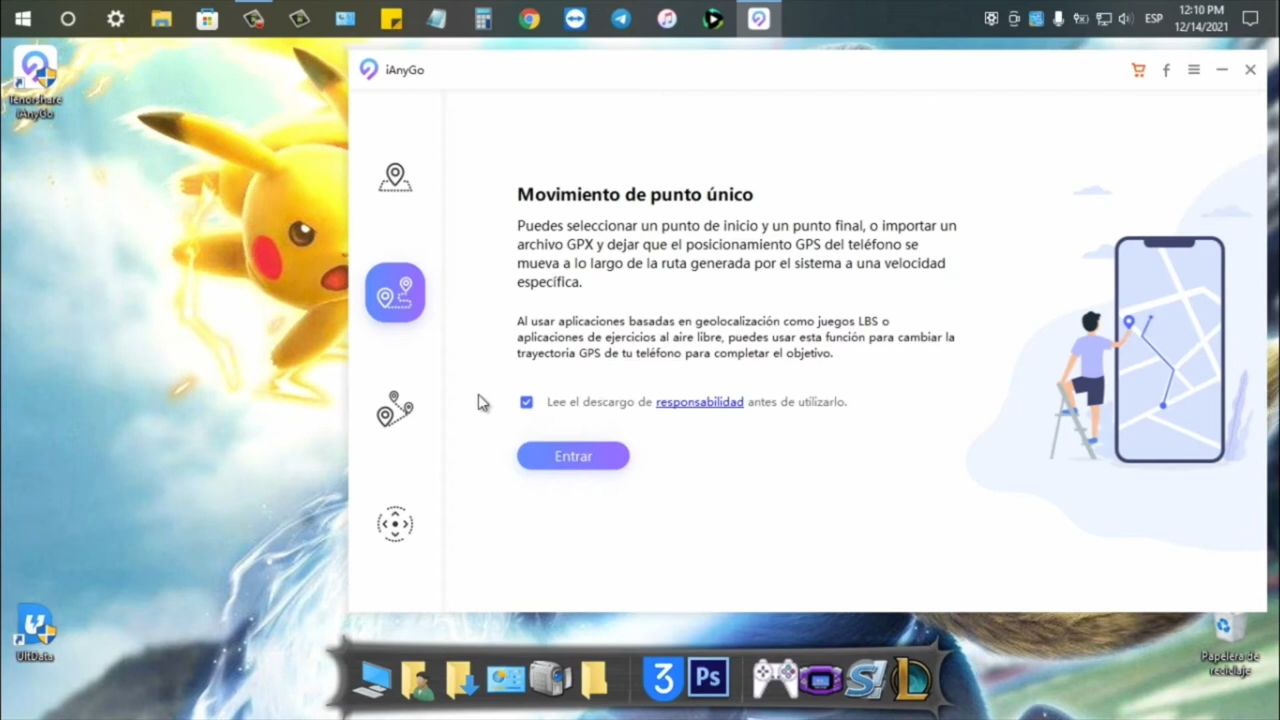 ESP
12:10 PM
12/14/2021
iAnyGo
Tenorshare
iAnyGo
Movimiento de punto único
Puedes seleccionar un punto de inicio y un punto final, o importar un
archivo GPX y dejar que el posicionamiento GPS del teléfono se
mueva a lo largo de la ruta generada por el sistema a una velocidad
específica.
Al usar aplicaciones basadas en geolocalización como juegos LBS o
aplicaciones de ejercicios al aire libre, puedes usar esta función para cambiar la
trayectoria GPS de tu teléfono para completar el objetivo.
Lee el descargo de responsabilidad antes de utilizarlo.
Entrar
UltData
Papelera de
reciclaje
3
Ps